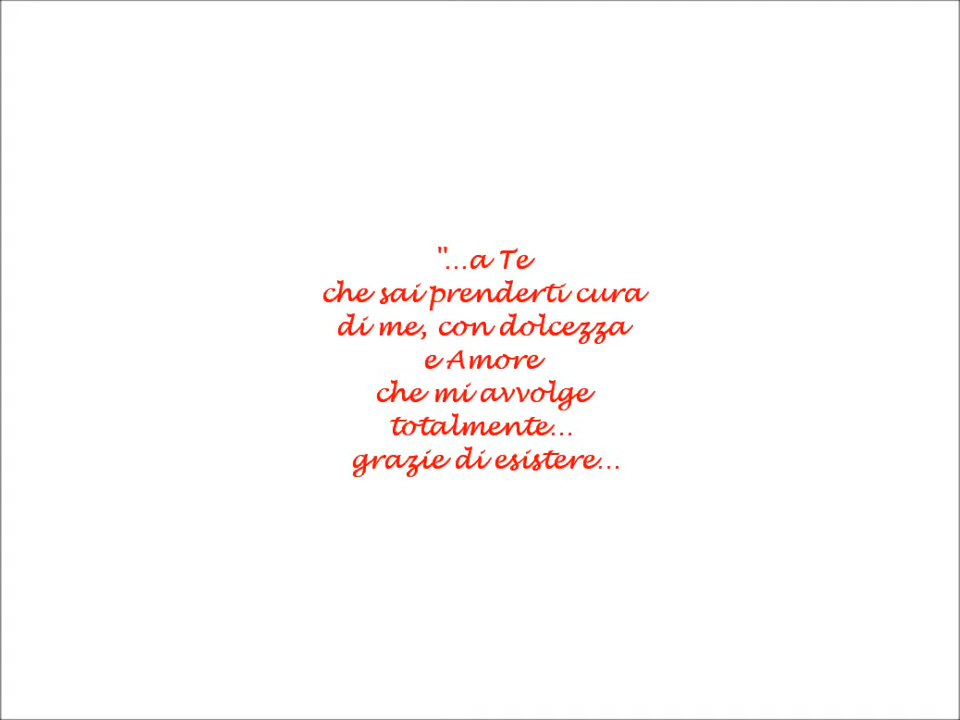 "...a Te
che sai prenderti cura
di me, con dolcezza
e Amore
che mi avvolge
totalmente...
grazie di esistere...